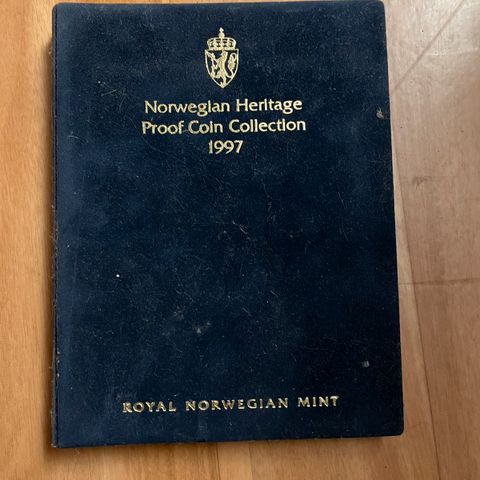 Norwegian Heritage
Proof Coin Collection
1997
ROYAL NORWEGIAN MINT